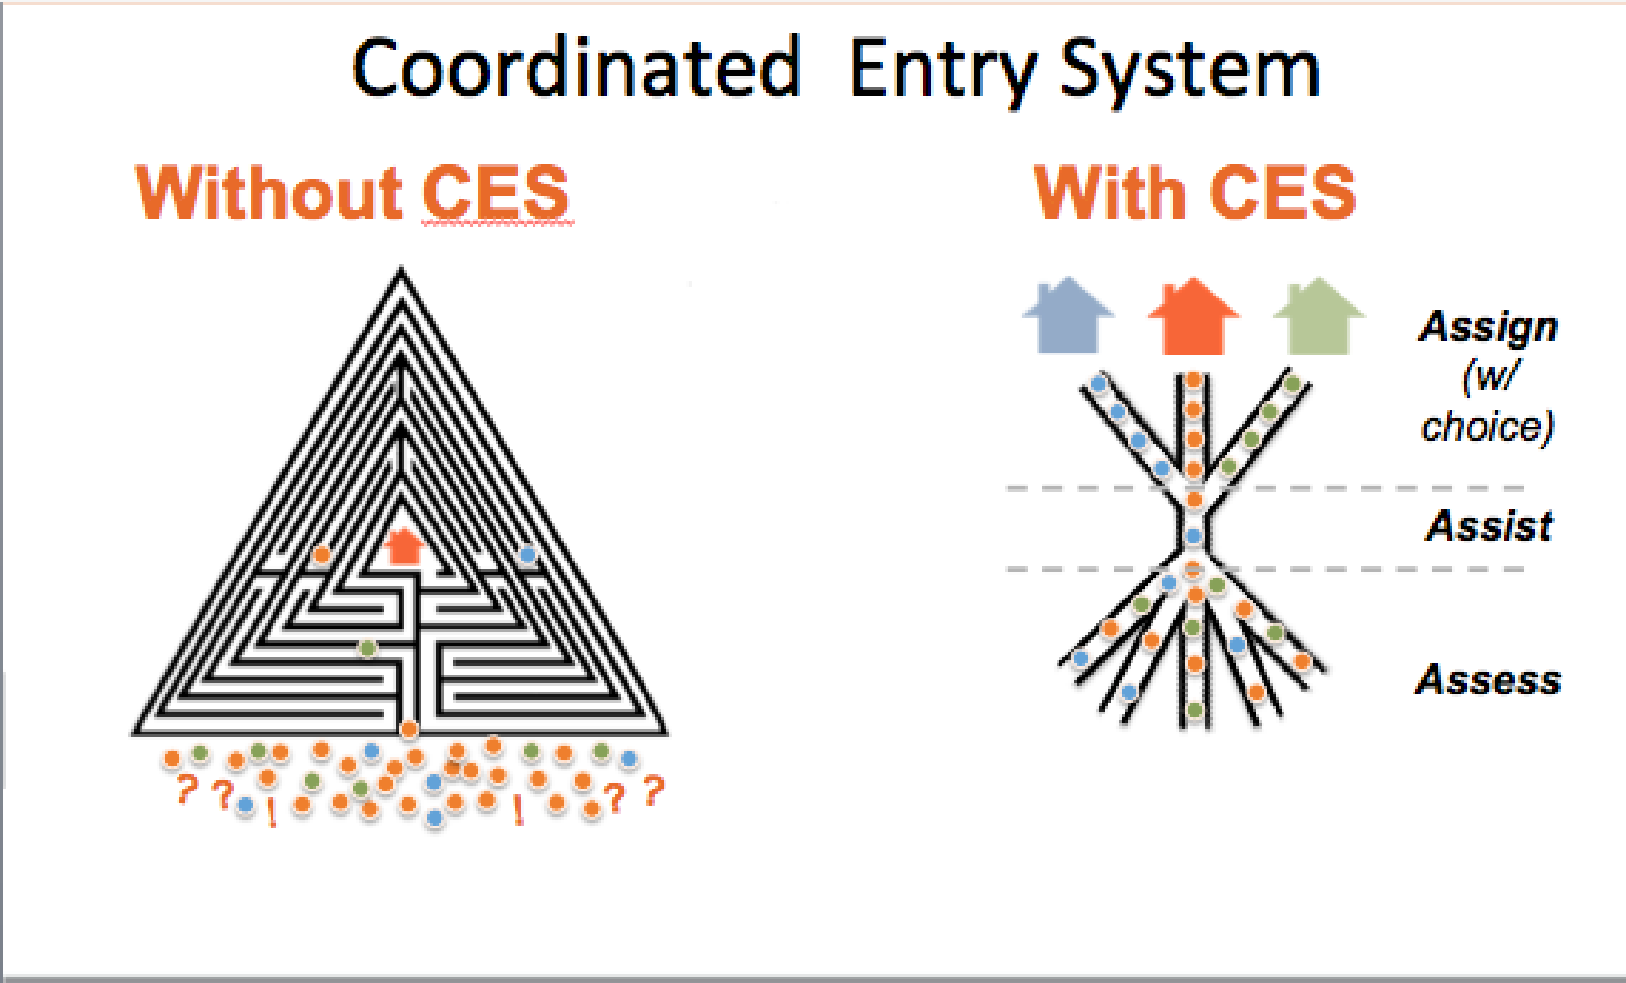 Coordinated Entry System
Without CES
With CES
Assign
(w/
choice)
Assist
Assess
? ? ! ! ? ?